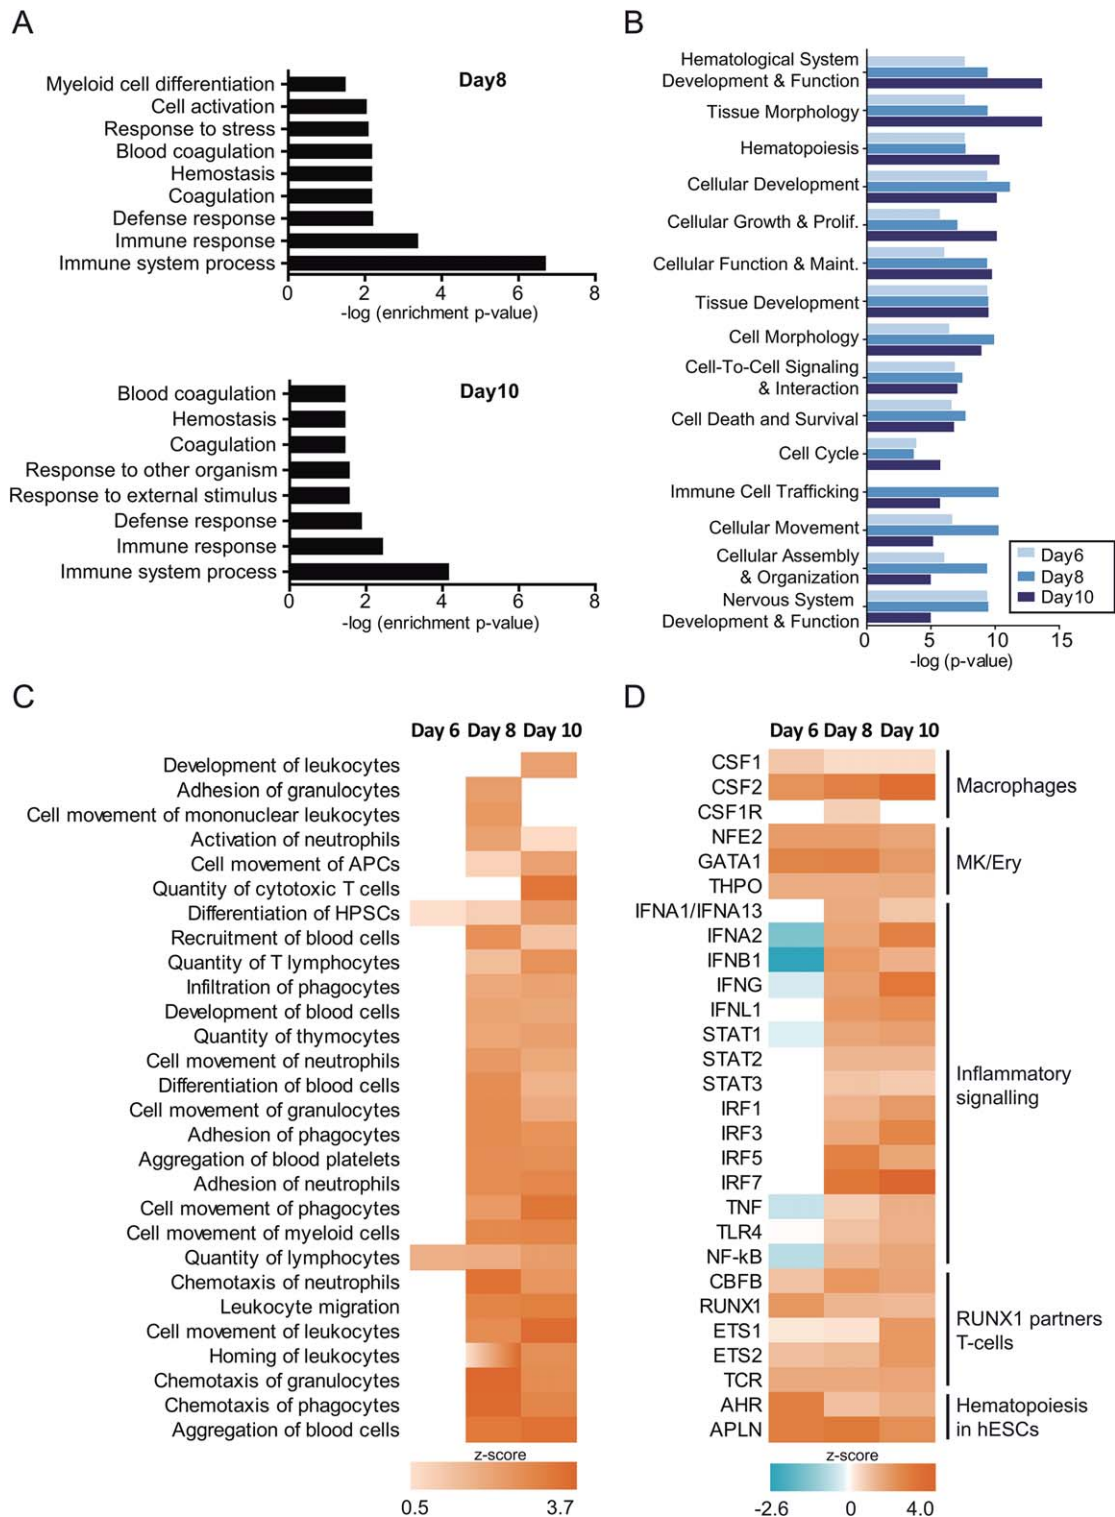 A
Day8
Myeloid cell differentiation
Cell activation
Response to stress
Blood coagulation
Hemostasis
Coagulation
Defense response
Immune response
Immune system process
0 2 4 6 8
-log (enrichment p-value)
Day10
Blood coagulation
Hemostasis
Coagulation
Response to other organism
Response to external stimulus
Defense response
Immune response
Immune system process
0 2 4 6 8
-log (enrichment p-value)
B
Hematological System
Development & Function
Tissue Morphology
Hematopoiesis
Cellular Development
Cellular Growth & Prolif.
Cellular Function & Maint.
Tissue Development
Cell Morphology
Cell-To-Cell Signaling
& Interaction
Cell Death and Survival
Cell Cycle
Immune Cell Trafficking
Cellular Movement
Cellular Assembly
& Organization
Nervous System
Development & Function
Day6
Day8
Day10
0 5 10 15
-log (p-value)
C
Day 6 Day 8 Day 10
Development of leukocytes
Adhesion of granulocytes
Cell movement of mononuclear leukocytes
Activation of neutrophils
Cell movement of APCs
Quantity of cytotoxic T cells
Differentiation of HPSCs
Recruitment of blood cells
Quantity of T lymphocytes
Infiltration of phagocytes
Development of blood cells
Quantity of thymocytes
Cell movement of neutrophils
Differentiation of blood cells
Cell movement of granulocytes
Adhesion of phagocytes
Aggregation of blood platelets
Adhesion of neutrophils
Cell movement of phagocytes
Cell movement of myeloid cells
Quantity of lymphocytes
Chemotaxis of neutrophils
Leukocyte migration
Cell movement of leukocytes
Homing of leukocytes
Chemotaxis of granulocytes
Chemotaxis of phagocytes
Aggregation of blood cells
z-score
0.5 3.7
D
Day 6 Day 8 Day 10
CSF1
CSF2
CSF1R
NFE2
GATA1
THPO
IFNA1/IFNA13
IFNA2
IFNB1
IFNG
IFNL1
STAT1
STAT2
STAT3
IRF1
IRF3
IRF5
IRF7
TNF
TLR4
NF-kB
CBFB
RUNX1
ETS1
ETS2
TCR
AHR
APLN
Macrophages
MK/Ery
Inflammatory
signalling
RUNX1 partners
T-cells
Hematopoiesis
in hESCs
z-score
-2.6 0 4.0